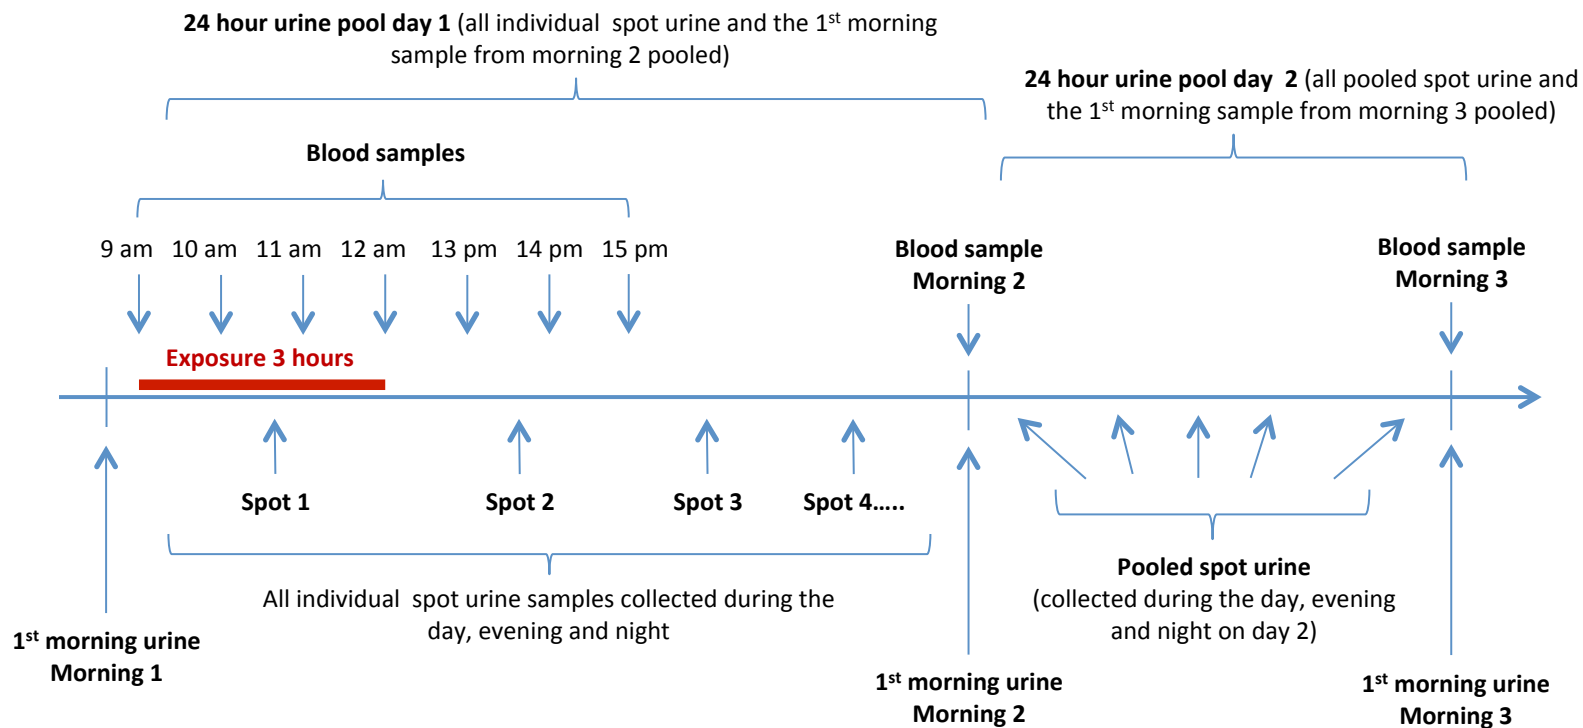 24 hour urine pool day 1 (all individual  spot urine and the 1st morning
sample from morning 2 pooled)
24 hour urine pool day  2 (all pooled spot urine and
the 1st morning sample from morning 3 pooled)
Blood samples
9 am
10 am
11 am
12 am
13 pm
14 pm
15 pm
Blood sample
Morning 2
Blood sample
Morning 3
Exposure 3 hours
Spot 1
Spot 2
Spot 3
Spot 4…..
All individual  spot urine samples collected during the
day, evening and night
Pooled spot urine
(collected during the day, evening
and night on day 2)
1st morning urine
Morning 1
1st morning urine
Morning 2
1st morning urine
Morning 3